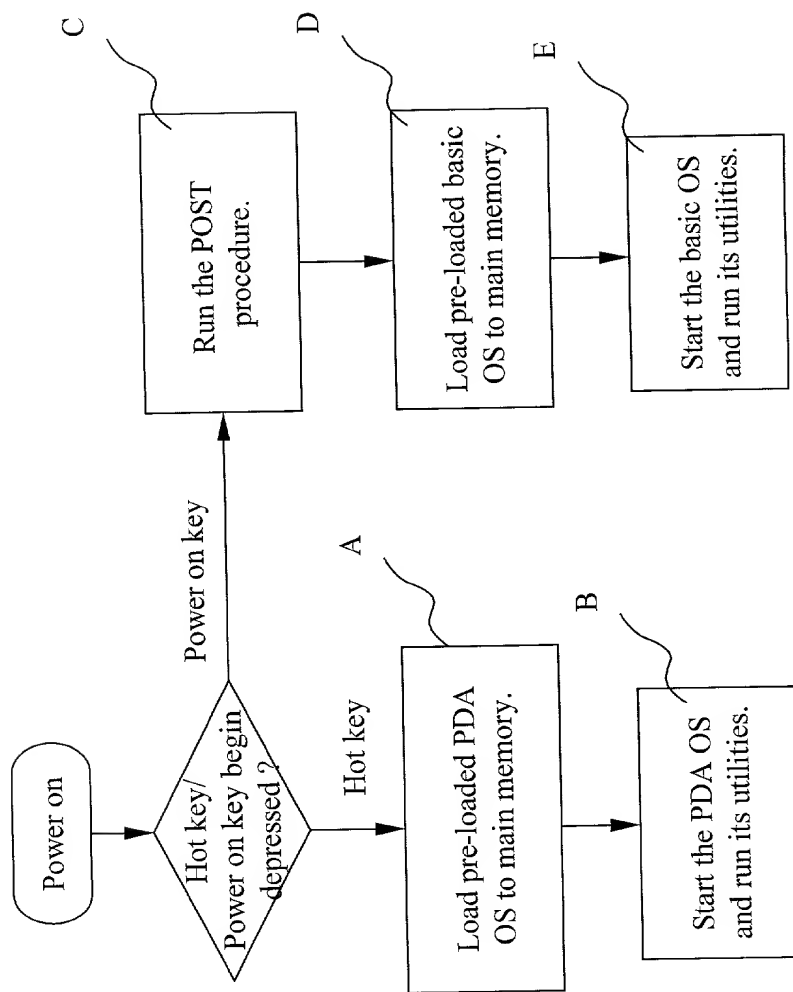 Power on
Hot key/
Power on key begin
depressed ?
Power on key
Hot key
C
Run the POST
procedure.
A
Load pre-loaded PDA
OS to main memory.
D
Load pre-loaded basic
OS to main memory.
B
Start the PDA OS
and run its utilities.
E
Start the basic OS
and run its utilities.